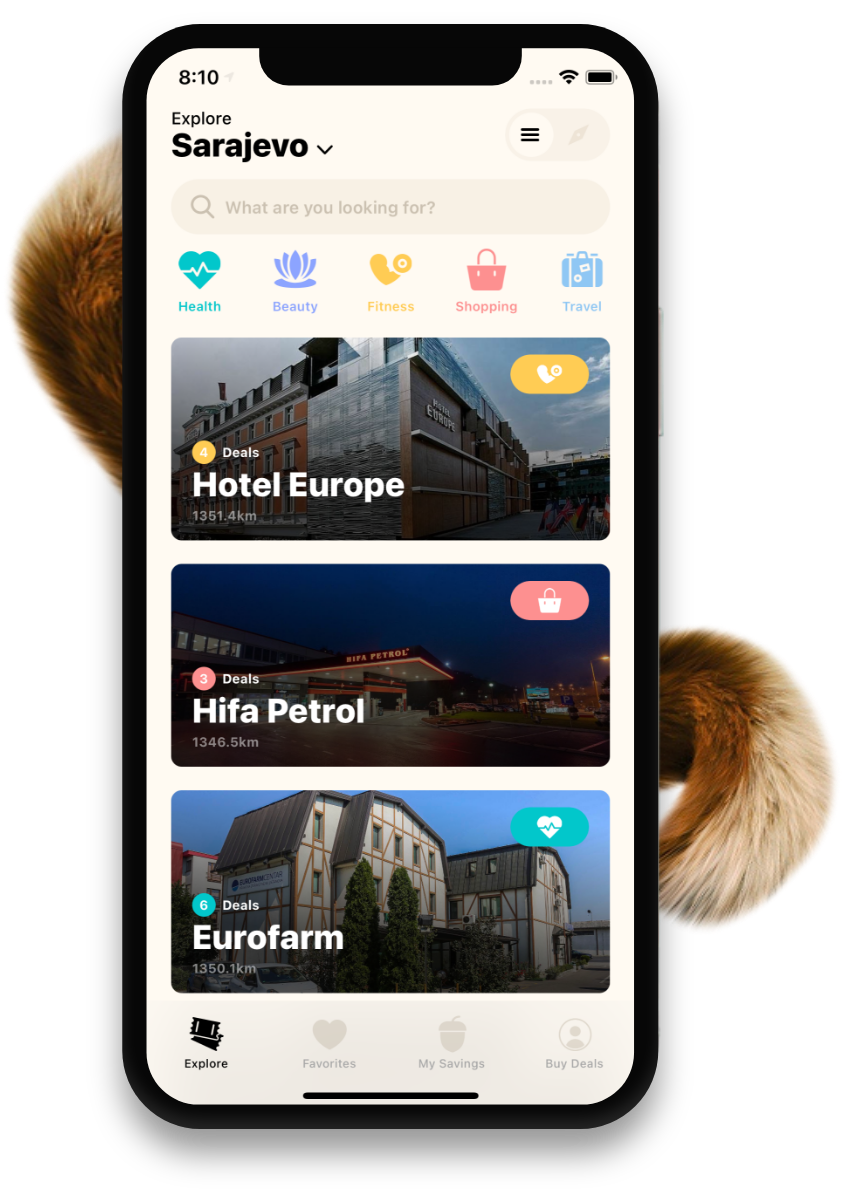 8:10
Explore
Sarajevo
What are you looking for?
Health
Beauty
Fitness
Shopping
Travel
Hotel
EUROPE
4 Deals
Hotel Europe
1351.4km
HIFA PETROL
3 Deals
Hifa Petrol
1346.5km
EUROFARMCENTAR
6 Deals
Eurofarm
1350.1km
Explore
Favorites
My Savings
Buy Deals